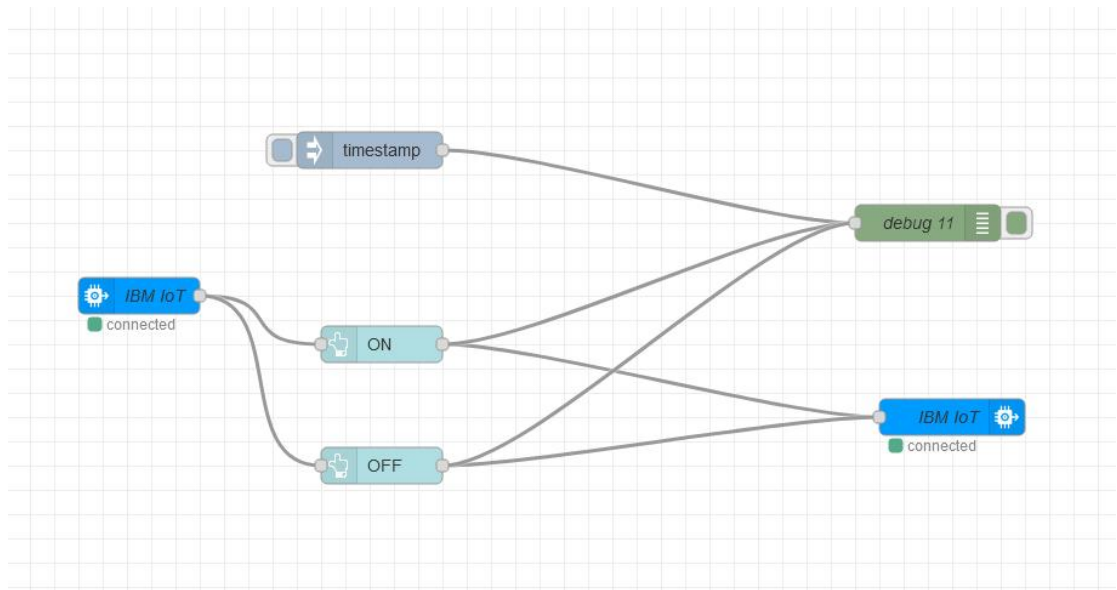 timestamp
debug 11
IBM IoT
connected
ON
IBM IoT
connected
OFF